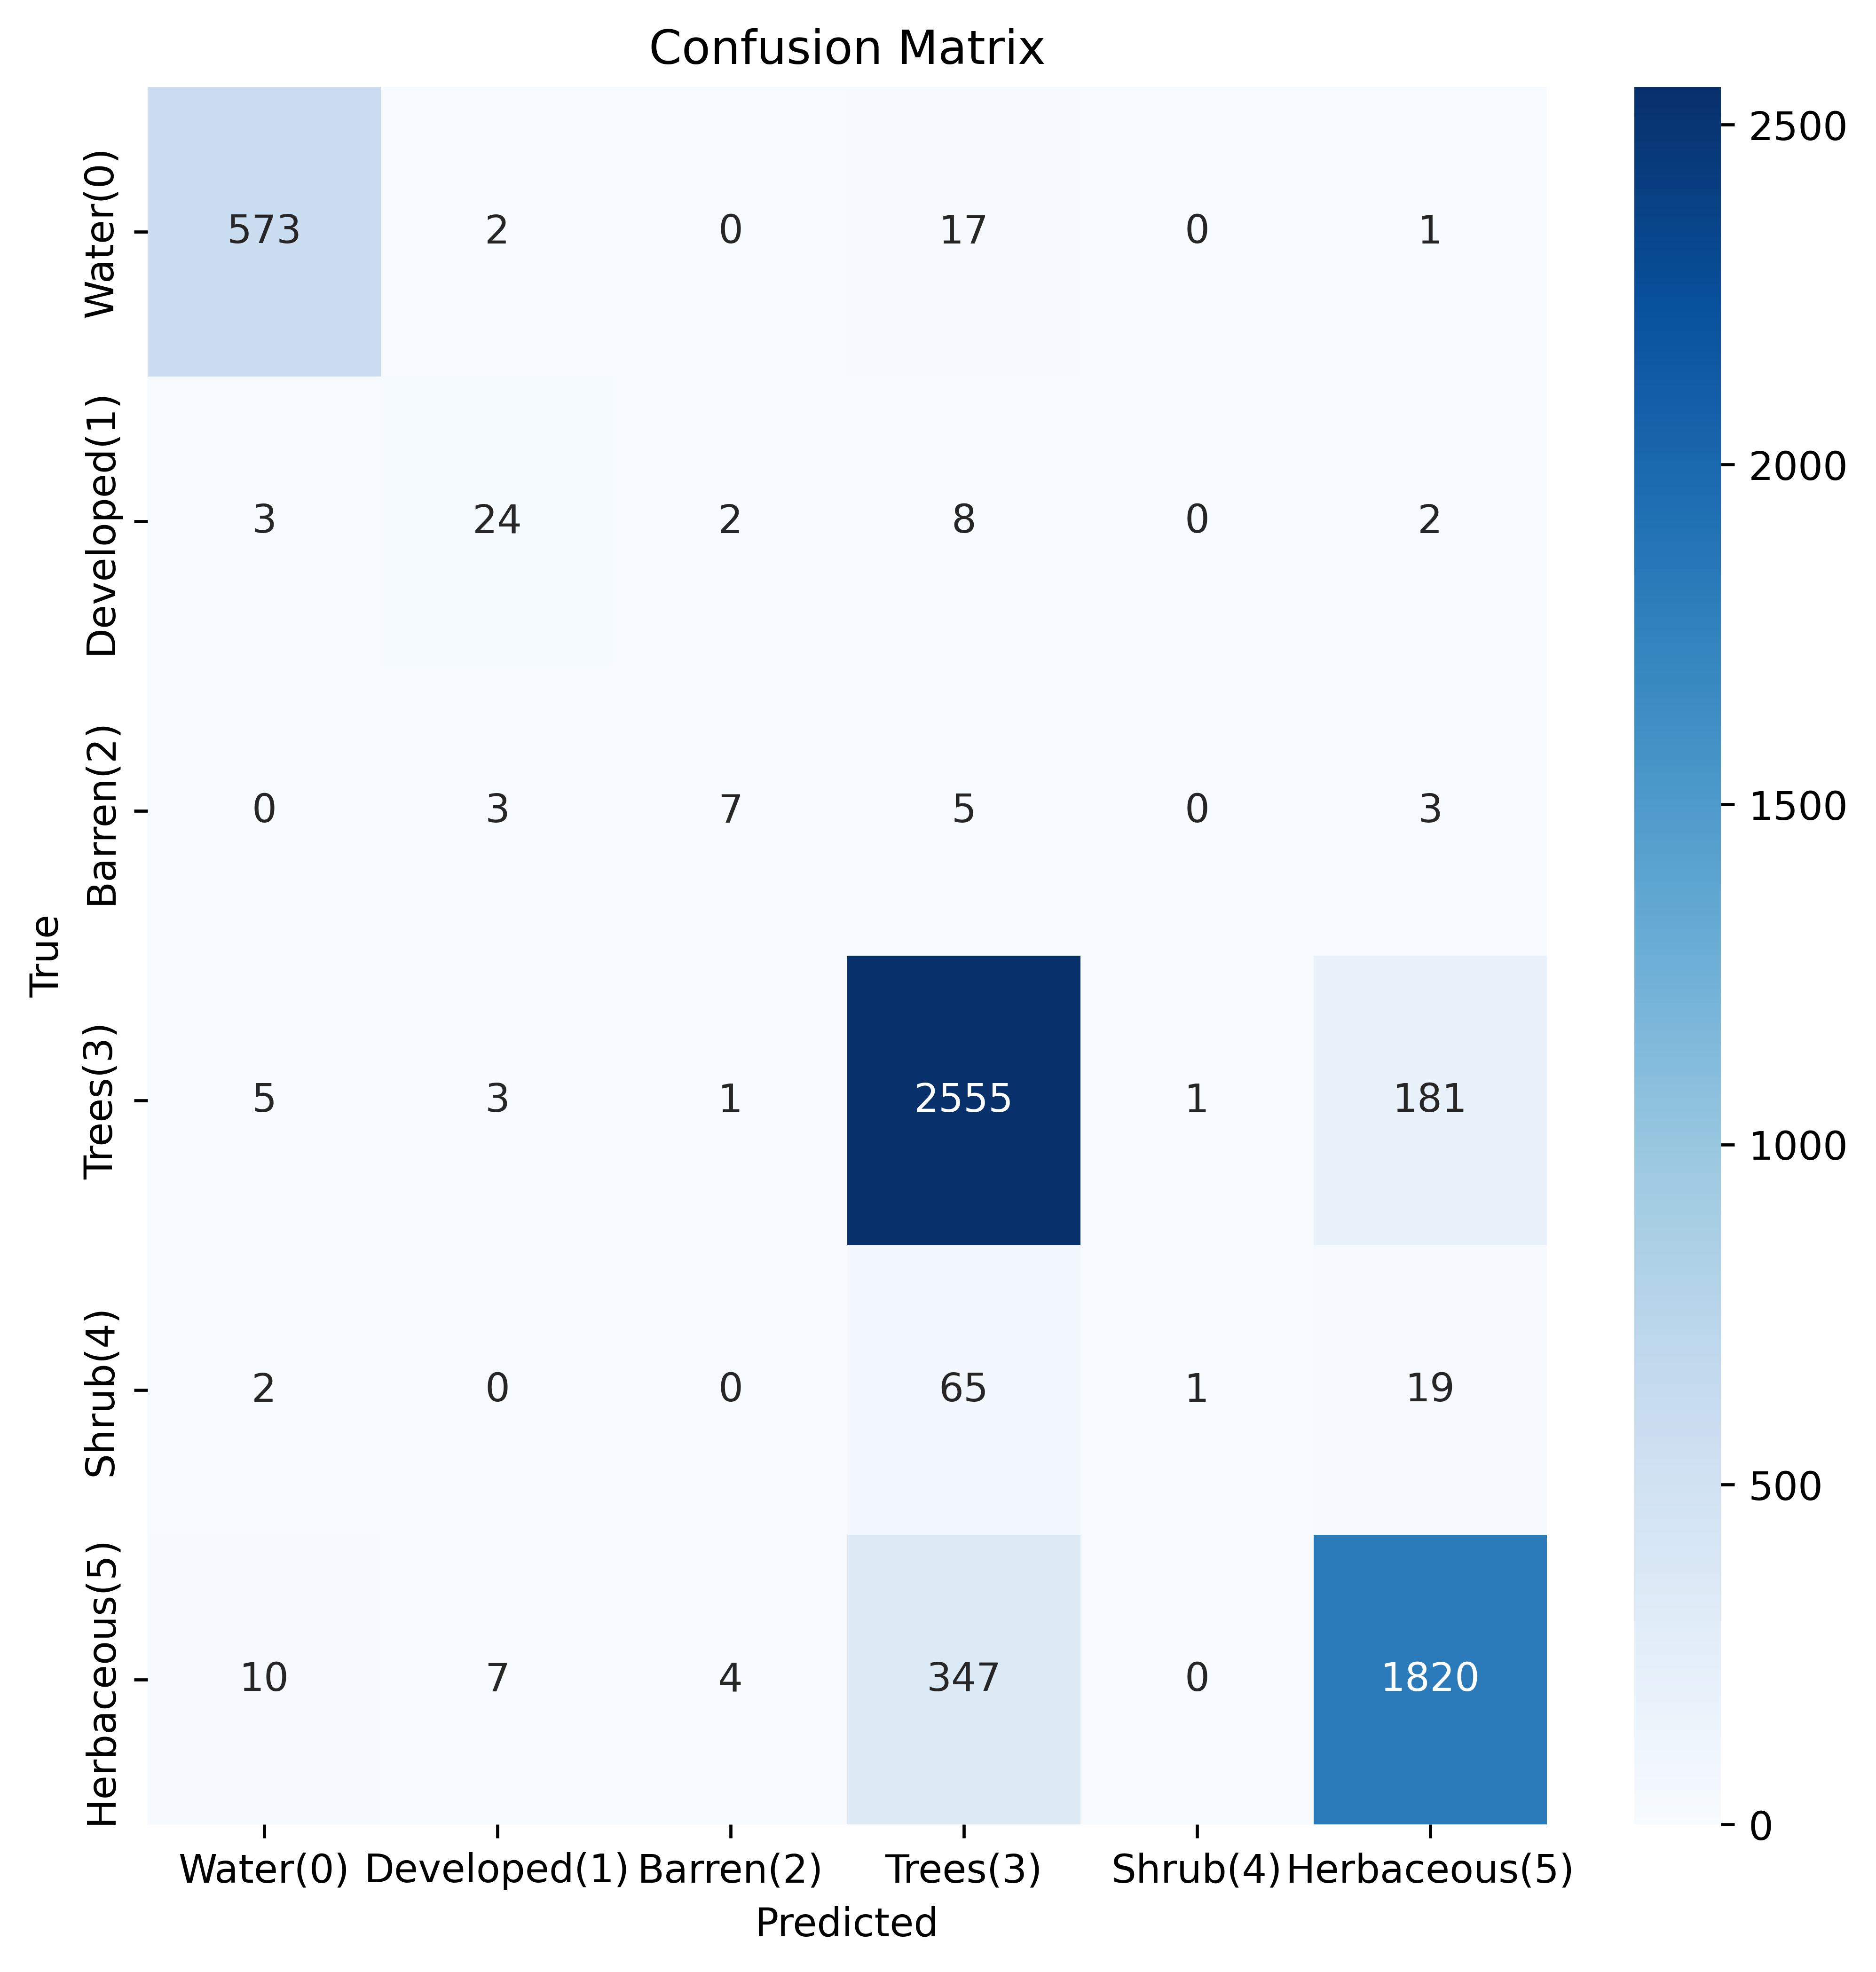 Confusion Matrix
True
Water(0) 573 2 0 17 0 1
Developed(1) 3 24 2 8 0 2
Barren(2) 0 3 7 5 0 3
Trees(3) 5 3 1 2555 1 181
Shrub(4) 2 0 0 65 1 19
Herbaceous(5) 10 7 4 347 0 1820
Water(0) Developed(1) Barren(2) Trees(3) Shrub(4) Herbaceous(5)
Predicted
2500
2000
1500
1000
500
0